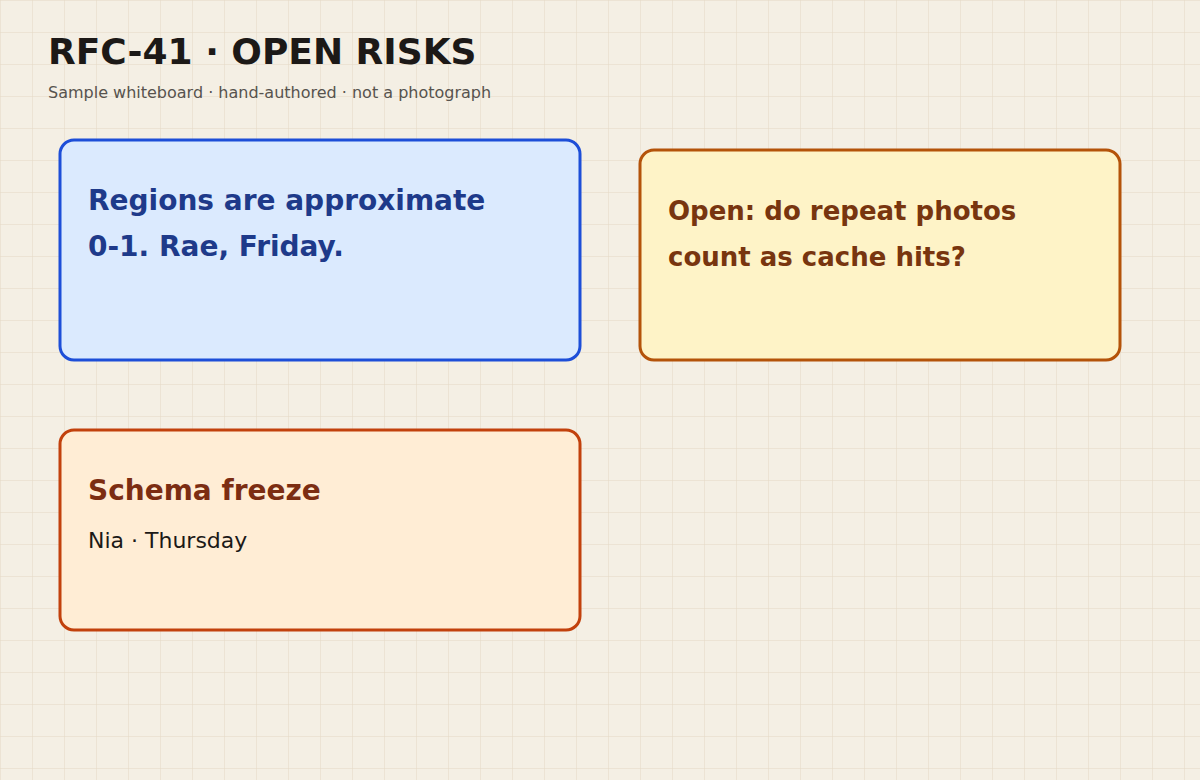 RFC-41 · OPEN RISKS
Sample whiteboard · hand-authored · not a photograph
Regions are approximate
0-1. Rae, Friday.
Open: do repeat photos
count as cache hits?
Schema freeze
Nia · Thursday